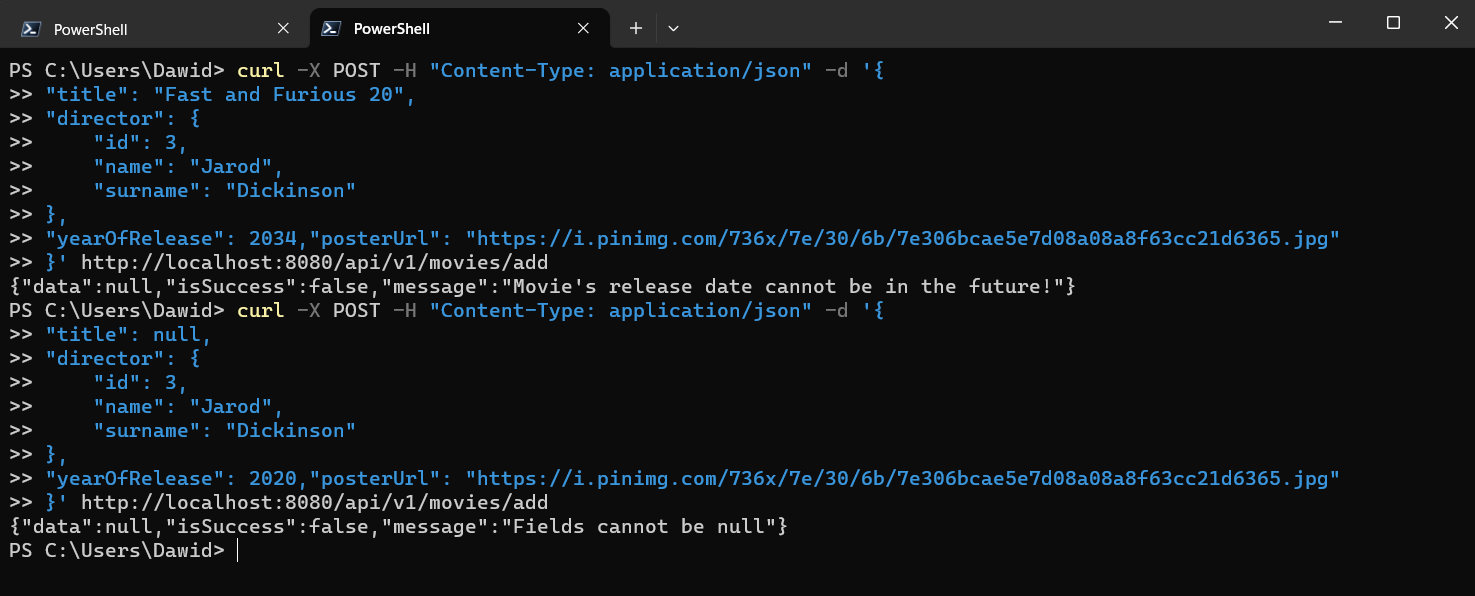 PowerShell
PowerShell
PS C:\Users\Dawid> curl -X POST -H "Content-Type: application/json" -d '{
>> "title": "Fast and Furious 20",
>> "director": {
>>     "id": 3,
>>     "name": "Jarod",
>>     "surname": "Dickinson"
>> },
>> "yearOfRelease": 2034,"posterUrl": "https://i.pinimg.com/736x/7e/30/6b/7e306bcae5e7d08a08a8f63cc21d6365.jpg"
>> }' http://localhost:8080/api/v1/movies/add
{"data":null,"isSuccess":false,"message":"Movie's release date cannot be in the future!"}
PS C:\Users\Dawid> curl -X POST -H "Content-Type: application/json" -d '{
>> "title": null,
>> "director": {
>>     "id": 3,
>>     "name": "Jarod",
>>     "surname": "Dickinson"
>> },
>> "yearOfRelease": 2020,"posterUrl": "https://i.pinimg.com/736x/7e/30/6b/7e306bcae5e7d08a08a8f63cc21d6365.jpg"
>> }' http://localhost:8080/api/v1/movies/add
{"data":null,"isSuccess":false,"message":"Fields cannot be null"}
PS C:\Users\Dawid>